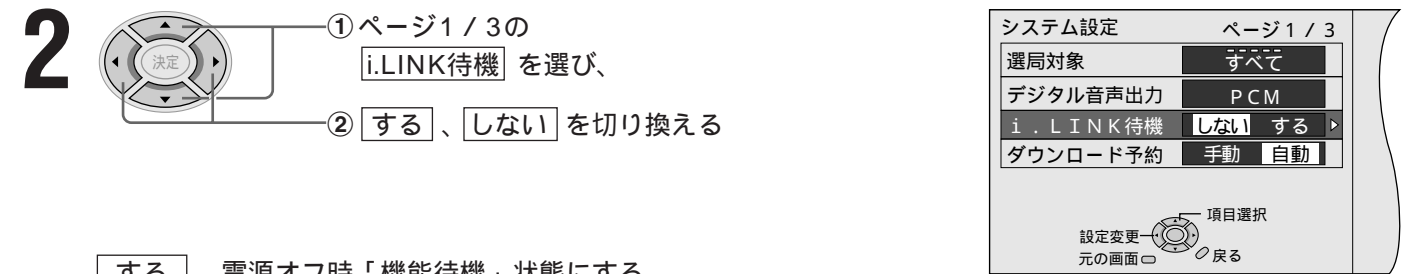 2
決定
①ページ1/3の
i.LINK待機 を選び、
② する 、 しない を切り換える
システム設定 ページ1/3
選局対象 すべて
デジタル音声出力 PCM
i.LINK待機 しない する
ダウンロード予約 手動 自動
項目選択
設定変更
元の画面 戻る
する 電源オフ時「機能待機」状態にする